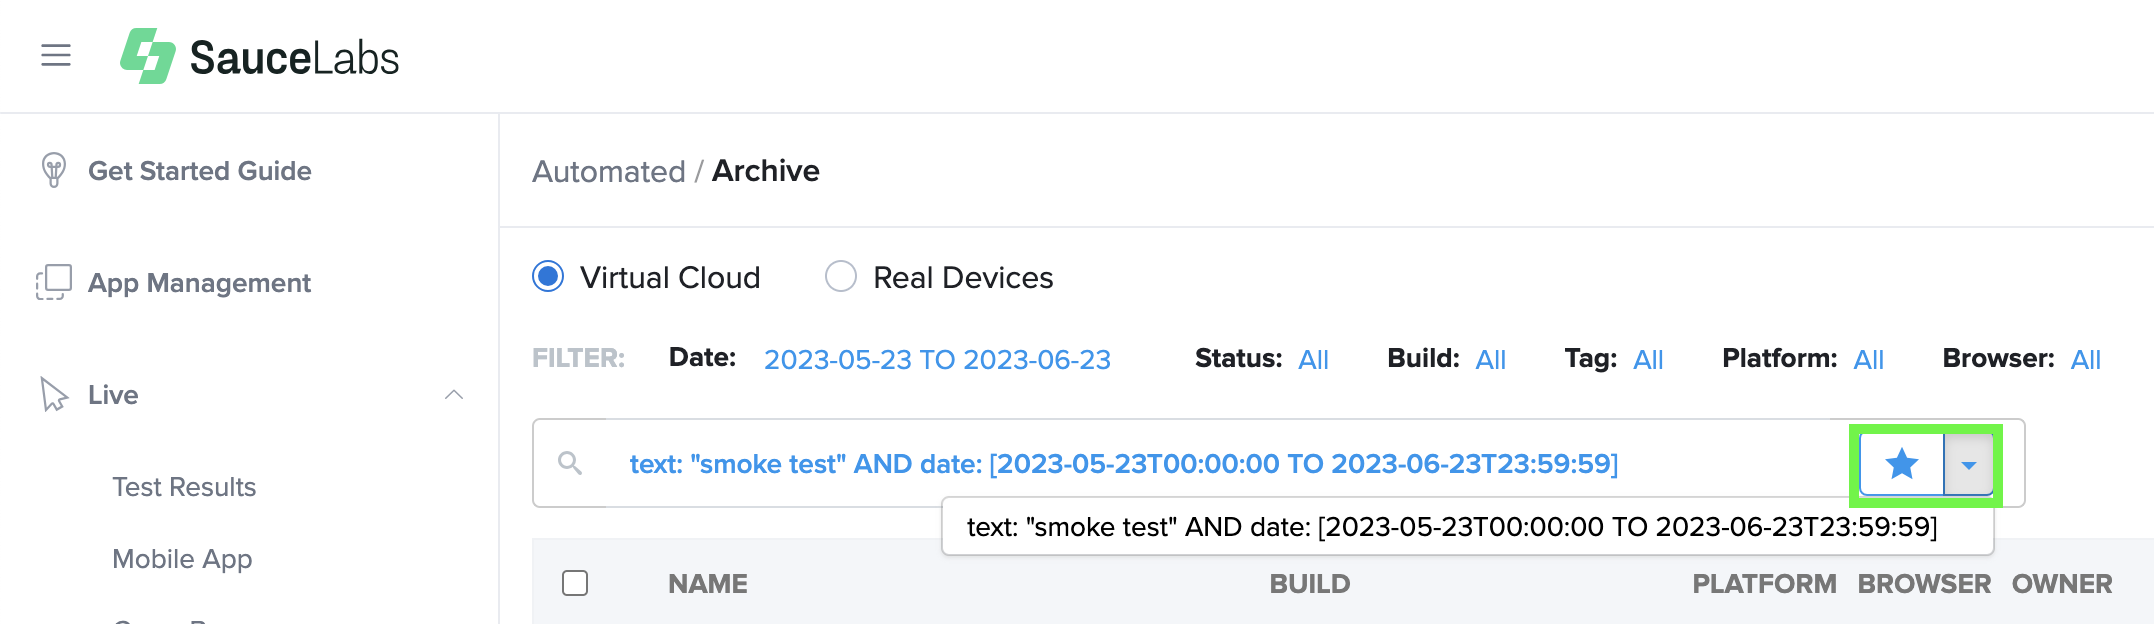 SauceLabs
Get Started Guide
App Management
Live
Test Results
Mobile App
Automated / Archive
Virtual Cloud Real Devices
FILTER: Date: 2023-05-23 TO 2023-06-23 Status: All Build: All Tag: All Platform: All Browser: All
text: "smoke test" AND date: [2023-05-23T00:00:00 TO 2023-06-23T23:59:59]
text: "smoke test" AND date: [2023-05-23T00:00:00 TO 2023-06-23T23:59:59]
NAME BUILD PLATFORM BROWSER OWNER